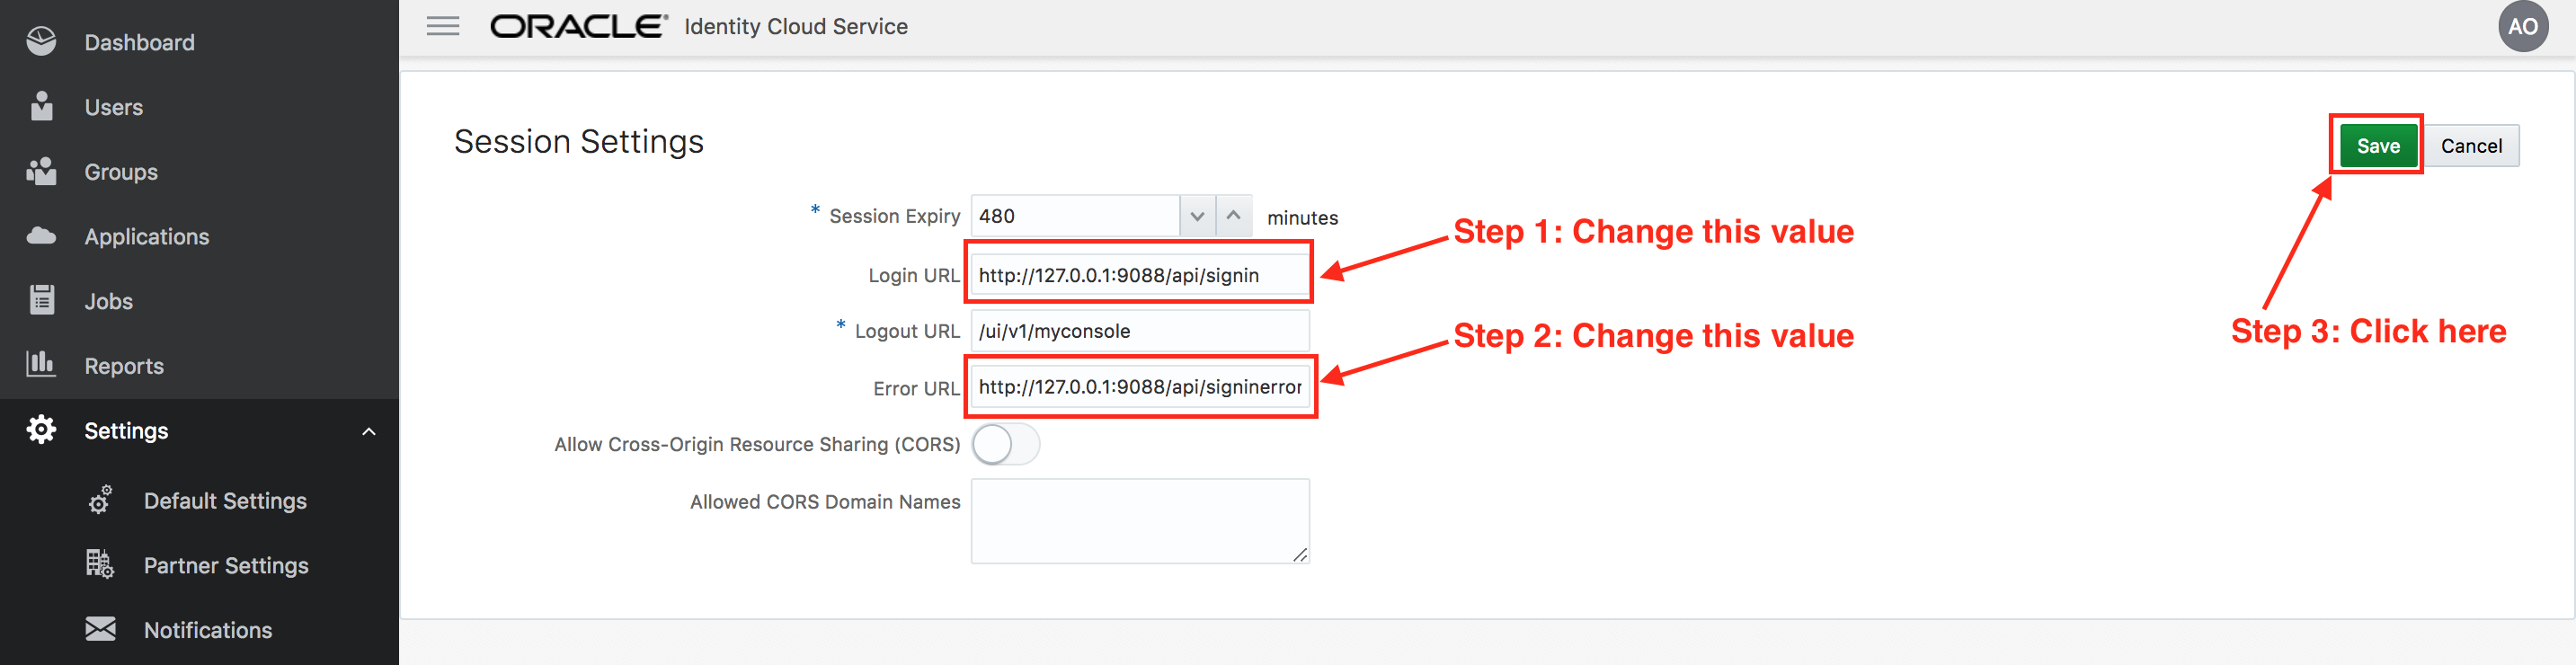 Dashboard
Users
Groups
Applications
Jobs
Reports
Settings
Default Settings
Partner Settings
Notifications
ORACLE® Identity Cloud Service
AO
Session Settings
Save
Cancel
* Session Expiry 480 minutes
Step 1: Change this value
Login URL http://127.0.0.1:9088/api/signin
* Logout URL /ui/v1/myconsole
Step 2: Change this value
Step 3: Click here
Error URL http://127.0.0.1:9088/api/signinerror
Allow Cross-Origin Resource Sharing (CORS)
Allowed CORS Domain Names